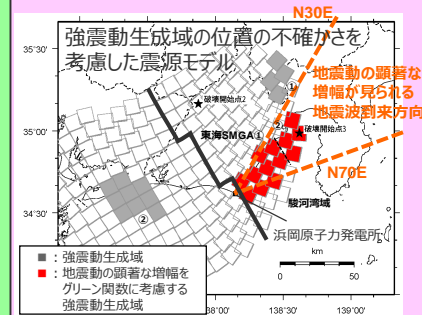 N30E
35°30'
強震動生成域の位置の不確かさを
考慮した震源モデル
地震動の顕著な
増幅が見られる
地震波到来方向
①
破壊開始点2
②
破壊開始点3
35°00'
東海SMGA①
N70E
駿河湾域
34°30'
②
浜岡原子力発電所
km
0
50
138°00'
138°30'
139°00'
■ : 強震動生成域
■ : 地震動の顕著な増幅を
グリーン関数に考慮する
強震動生成域